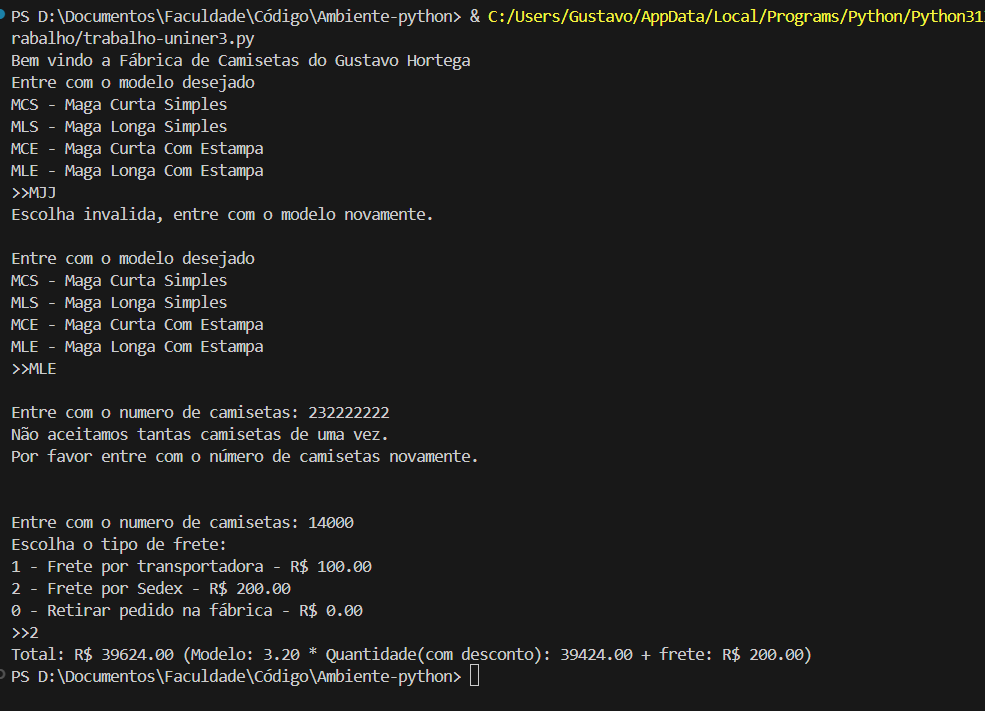 PS D:\Documentos\Faculdade\Código\Ambiente-python> & C:/Users/Gustavo/AppData/Local/Programs/Python/Python31
rabalho/trabalho-uniner3.py
Bem vindo a Fábrica de Camisetas do Gustavo Hortega
Entre com o modelo desejado
MCS - Maga Curta Simples
MLS - Maga Longa Simples
MCE - Maga Curta Com Estampa
MLE - Maga Longa Com Estampa
>>MJJ
Escolha invalida, entre com o modelo novamente.
Entre com o modelo desejado
MCS - Maga Curta Simples
MLS - Maga Longa Simples
MCE - Maga Curta Com Estampa
MLE - Maga Longa Com Estampa
>>MLE
Entre com o numero de camisetas: 232222222
Não aceitamos tantas camisetas de uma vez.
Por favor entre com o número de camisetas novamente.
Entre com o numero de camisetas: 14000
Escolha o tipo de frete:
1 - Frete por transportadora - R$ 100.00
2 - Frete por Sedex - R$ 200.00
0 - Retirar pedido na fábrica - R$ 0.00
>>2
Total: R$ 39624.00 (Modelo: 3.20 * Quantidade(com desconto): 39424.00 + frete: R$ 200.00)
PS D:\Documentos\Faculdade\Código\Ambiente-python>